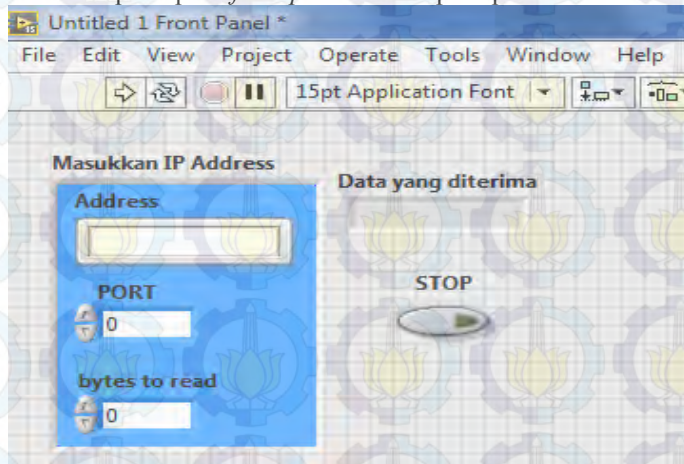 Untitled 1 Front Panel *
File Edit View Project Operate Tools Window Help
15pt Application Font
Masukkan IP Address
Address
PORT
0
bytes to read
0
Data yang diterima
STOP